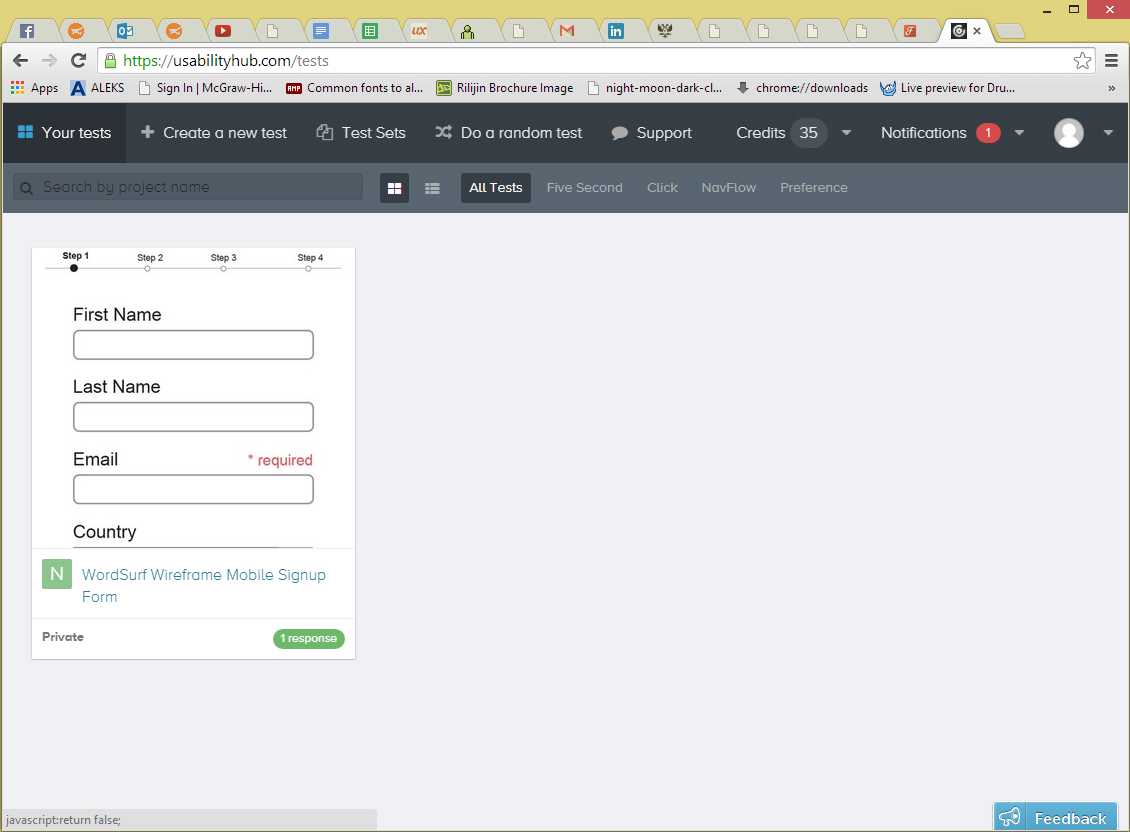 https://usabilityhub.com/tests
Apps ALEKS Sign In | McGraw-Hi... Common fonts to al... Rilijin Brochure Image night-moon-dark-cl... chrome://downloads Live preview for Dru... »
Your tests Create a new test Test Sets Do a random test Support Credits 35 Notifications 1
Search by project name All Tests Five Second Click NavFlow Preference
Step 1 Step 2 Step 3 Step 4
First Name
Last Name
Email * required
Country
N WordSurf Wireframe Mobile Signup
Form
Private 1 response
javascript:return false;
Feedback